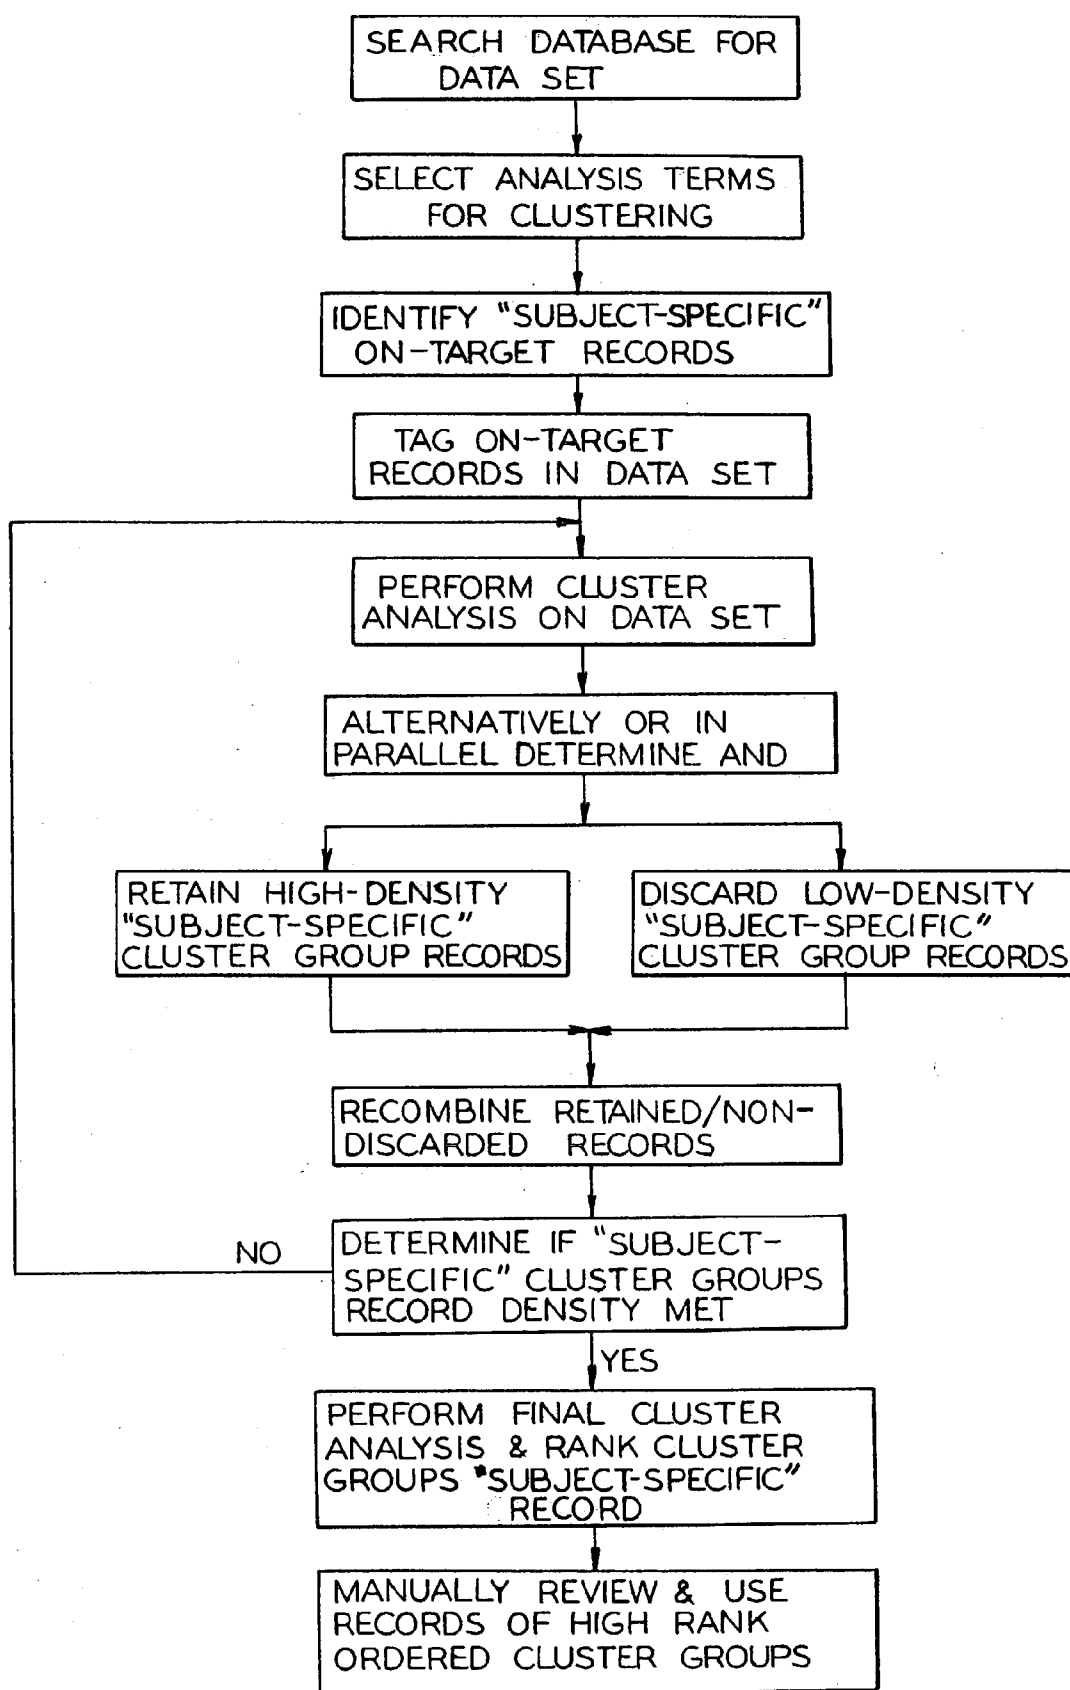 SEARCH DATABASE FOR
DATA SET
SELECT ANALYSIS TERMS
FOR CLUSTERING
IDENTIFY "SUBJECT-SPECIFIC"
ON-TARGET RECORDS
TAG ON-TARGET
RECORDS IN DATA SET
PERFORM CLUSTER
ANALYSIS ON DATA SET
ALTERNATIVELY OR IN
PARALLEL DETERMINE AND
RETAIN HIGH-DENSITY
"SUBJECT-SPECIFIC"
CLUSTER GROUP RECORDS
DISCARD LOW-DENSITY
"SUBJECT-SPECIFIC"
CLUSTER GROUP RECORDS
RECOMBINE RETAINED/NON-
DISCARDED RECORDS
DETERMINE IF "SUBJECT-
SPECIFIC" CLUSTER GROUPS
RECORD DENSITY MET
NO
YES
PERFORM FINAL CLUSTER
ANALYSIS & RANK CLUSTER
GROUPS "SUBJECT-SPECIFIC"
RECORD
MANUALLY REVIEW & USE
RECORDS OF HIGH RANK
ORDERED CLUSTER GROUPS